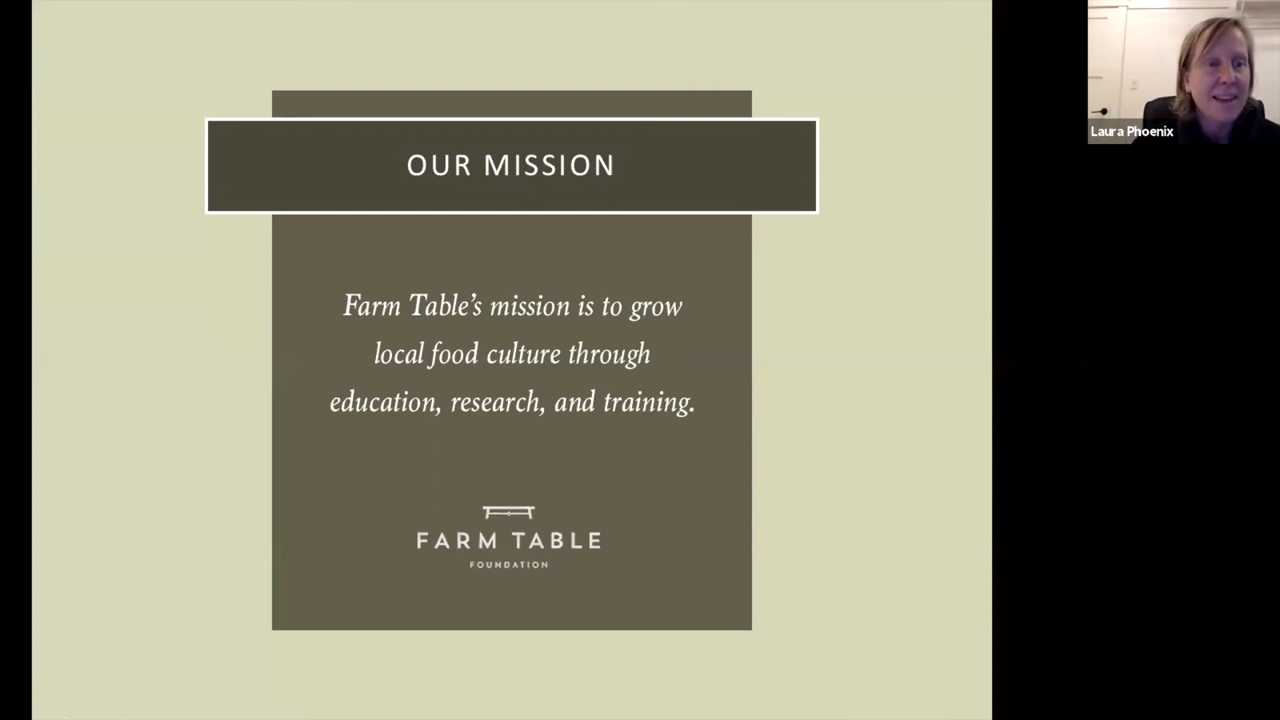 OUR MISSION
Farm Table’s mission is to grow
local food culture through
education, research, and training.
FARM TABLE
FOUNDATION
Laura Phoenix